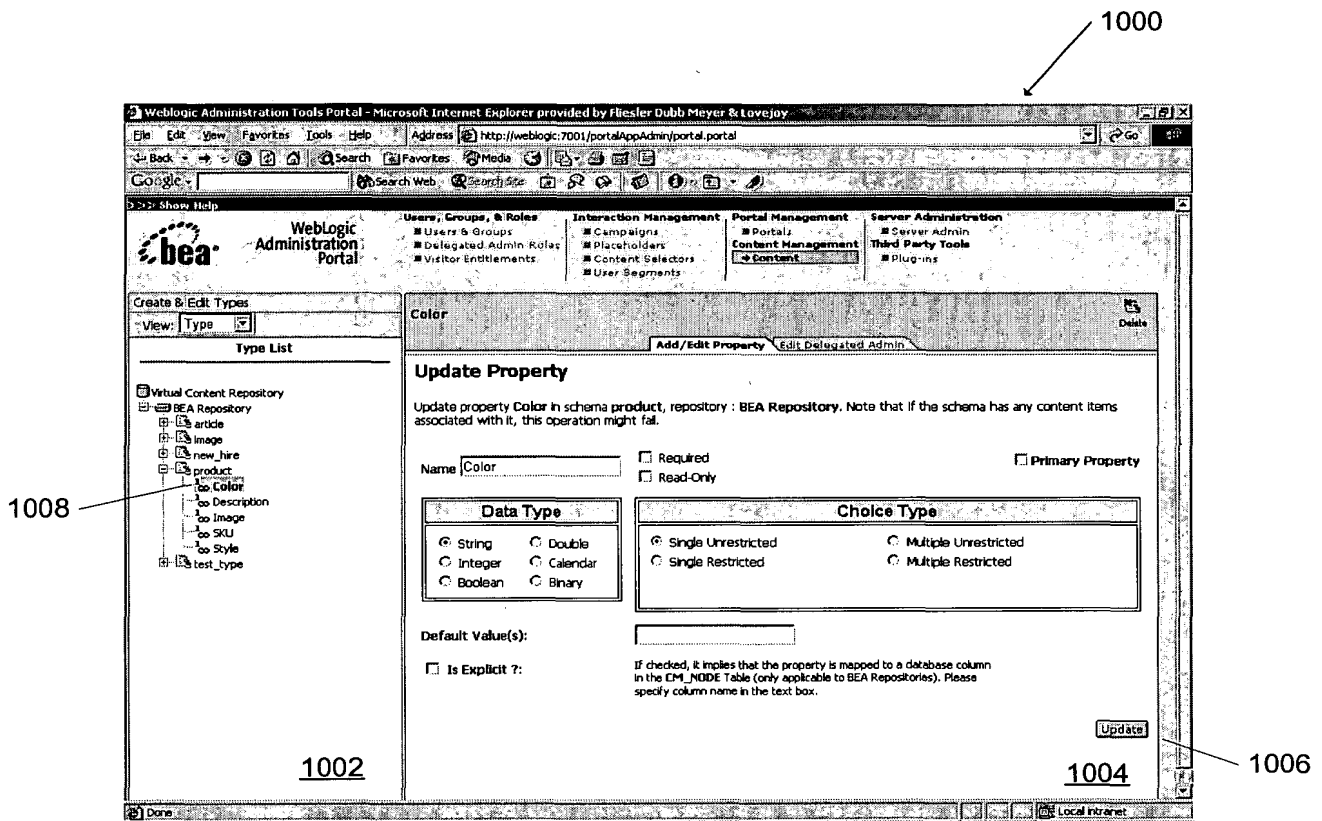 1000
Weblogic Administration Tools Portal - Microsoft Internet Explorer provided by Fliesler Dubb Meyer & Lovejoy
File Edit View Favorites Tools Help Address http://weblogic:7001/portalAppAdmin/portal.portal Go
Back Search Favorites Media
Google Search Web Search Site
>>> Show Help
bea WebLogic Administration Portal
Users, Groups, & Roles
Users & Groups
Delegated Admin Roles
Visitor Entitlements
Interaction Management
Campaigns
Placeholders
Content Selectors
User Segments
Portal Management
Portals
Content Management
Content
Server Administration
Server Admin
Third Party Tools
Plug-ins
Create & Edit Types
View: Type
Type List
Virtual Content Repository
BEA Repository
article
image
new_hire
product
Color
Description
Image
SKU
Style
test_type
1008
1002
Color
Delete
Add/Edit Property Edit Delegated Admin
Update Property
Update property Color in schema product, repository : BEA Repository. Note that if the schema has any content items
associated with it, this operation might fail.
Name Color
Required
Read-Only
Primary Property
Data Type
String Double
Integer Calendar
Boolean Binary
Choice Type
Single Unrestricted Multiple Unrestricted
Single Restricted Multiple Restricted
Default Value(s):
Is Explicit ?:
If checked, it implies that the property is mapped to a database column
in the CM_NODE Table (only applicable to BEA Repositories). Please
specify column name in the text box.
Update
1004
1006
Done Local intranet